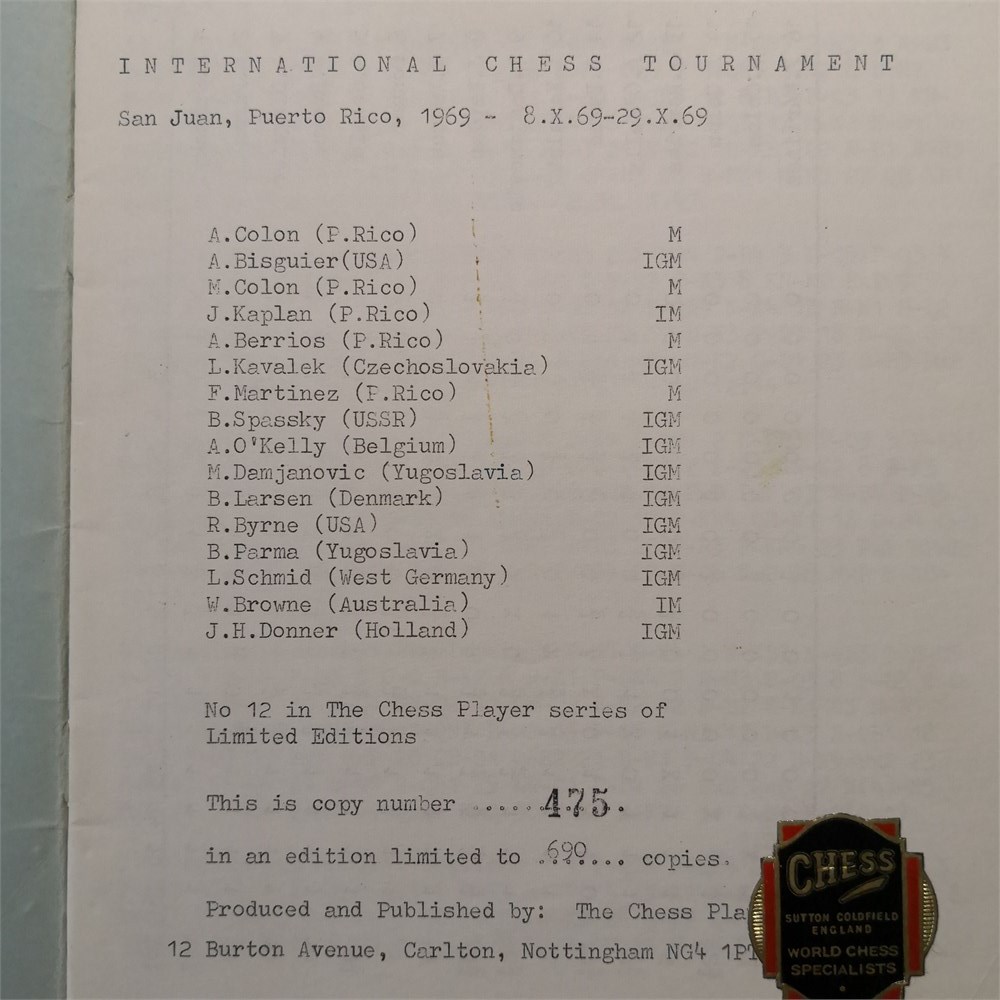 INTERNATIONAL CHESS TOURNAMENT
San Juan, Puerto Rico, 1969 - 8.X.69-29.X.69
A.Colon (P.Rico) M
A.Bisguier(USA) IGM
M.Colon (P.Rico) M
J.Kaplan (P.Rico) IM
A.Berrios (P.Rico) M
L.Kavalek (Czechoslovakia) IGM
F.Martinez (P.Rico) M
B.Spassky (USSR) IGM
A.O'Kelly (Belgium) IGM
M.Damjanovic (Yugoslavia) IGM
B.Larsen (Denmark) IGM
R.Byrne (USA) IGM
B.Parma (Yugoslavia) IGM
L.Schmid (West Germany) IGM
W.Browne (Australia) IM
J.H.Donner (Holland) IGM
No 12 in The Chess Player series of
Limited Editions
This is copy number ......475.
in an edition limited to .690.... copies.
Produced and Published by: The Chess Pla
12 Burton Avenue, Carlton, Nottingham NG4 1PT
CHESS
SUTTON COLDFIELD
ENGLAND
WORLD CHESS
SPECIALISTS